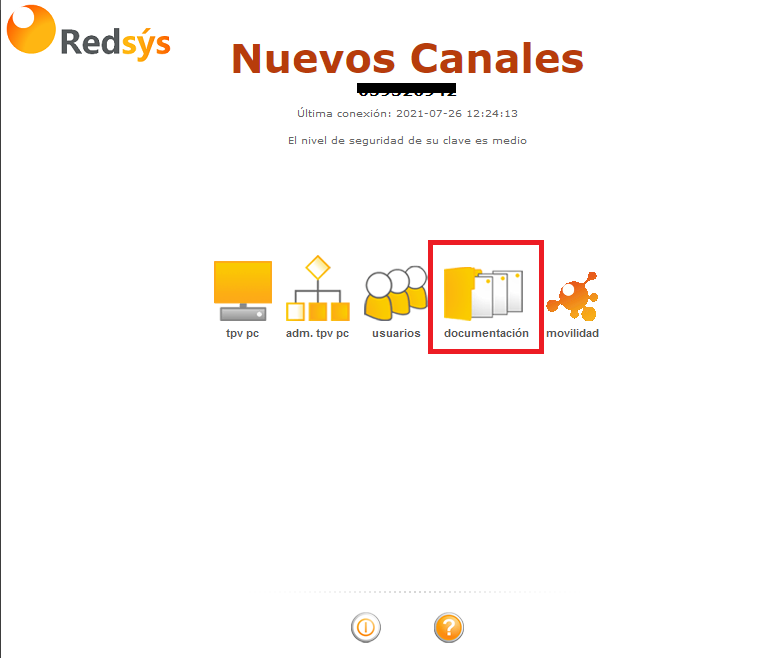 Redsýs
Nuevos Canales
Última conexión: 2021-07-26 12:24:13
El nivel de seguridad de su clave es medio
tpv pc
adm. tpv pc
usuarios
documentación
movilidad
?